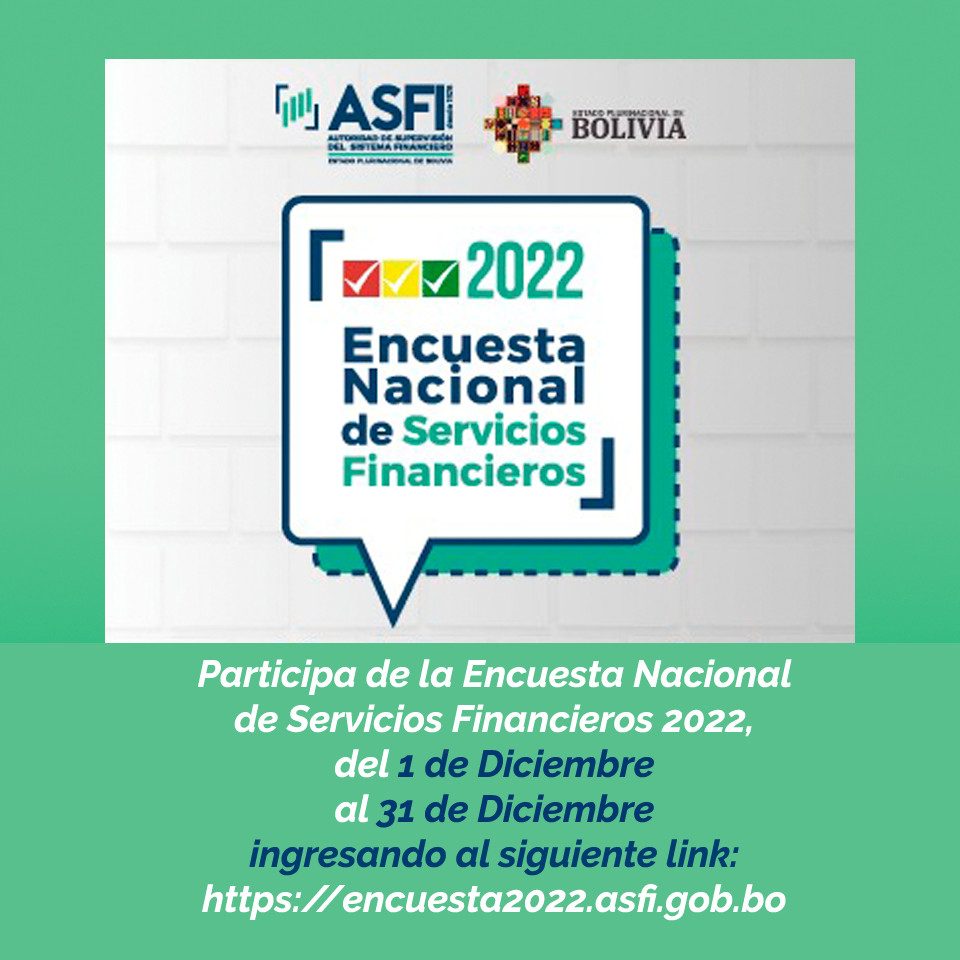 ASFI
AUTORIDAD DE SUPERVISIÓN
DEL SISTEMA FINANCIERO
ESTADO PLURINACIONAL DE BOLIVIA
ESTADO PLURINACIONAL DE
BOLIVIA
2022
Encuesta
Nacional
de Servicios
Financieros
Participa de la Encuesta Nacional
de Servicios Financieros 2022,
del 1 de Diciembre
al 31 de Diciembre
ingresando al siguiente link:
https://encuesta2022.asfi.gob.bo